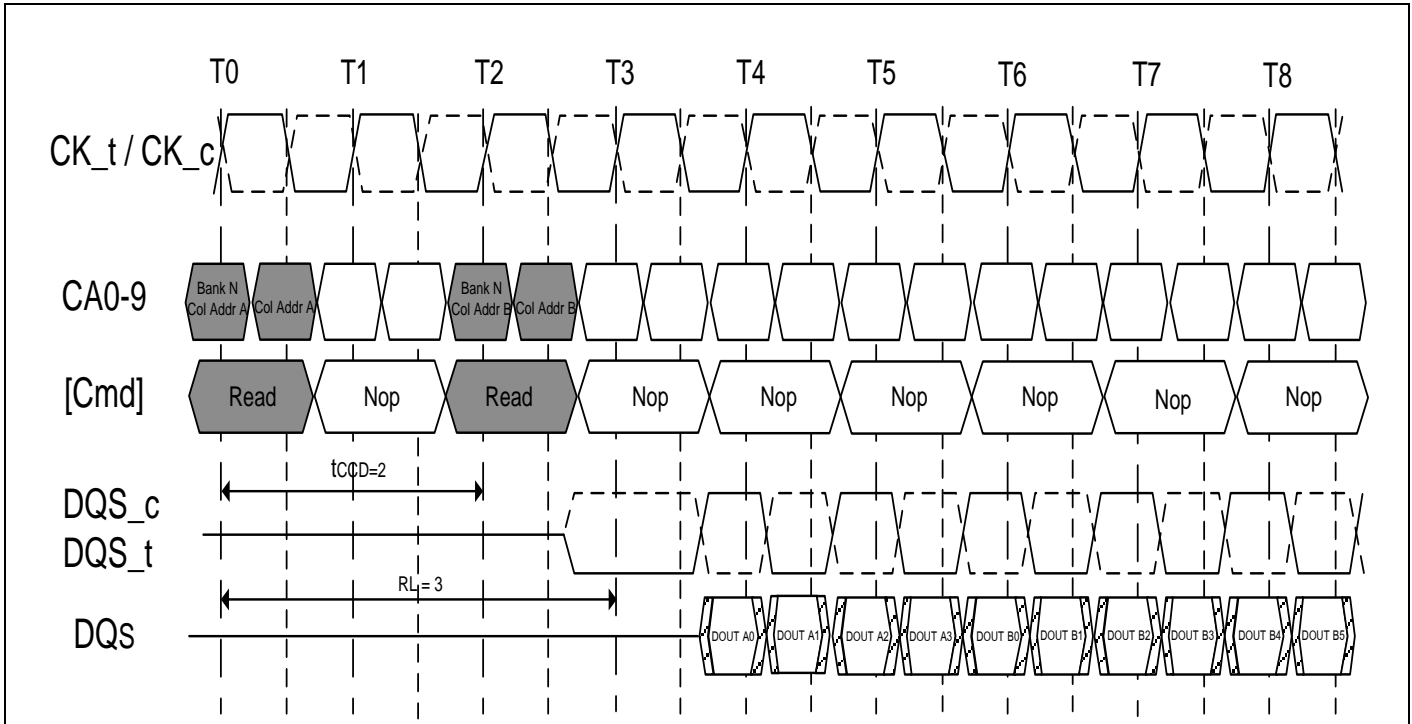 T0 T1 T2 T3 T4 T5 T6 T7 T8
CK_t / CK_c
CA0-9
Bank N
Col Addr A
Col Addr A
Bank N
Col Addr B
Col Addr B
[Cmd]
Read Nop Read Nop Nop Nop Nop Nop Nop
tCCD=2
DQS_c
DQS_t
RL = 3
DQs
DOUT A0 DOUT A1 DOUT A2 DOUT A3 DOUT B0 DOUT B1 DOUT B2 DOUT B3 DOUT B4 DOUT B5